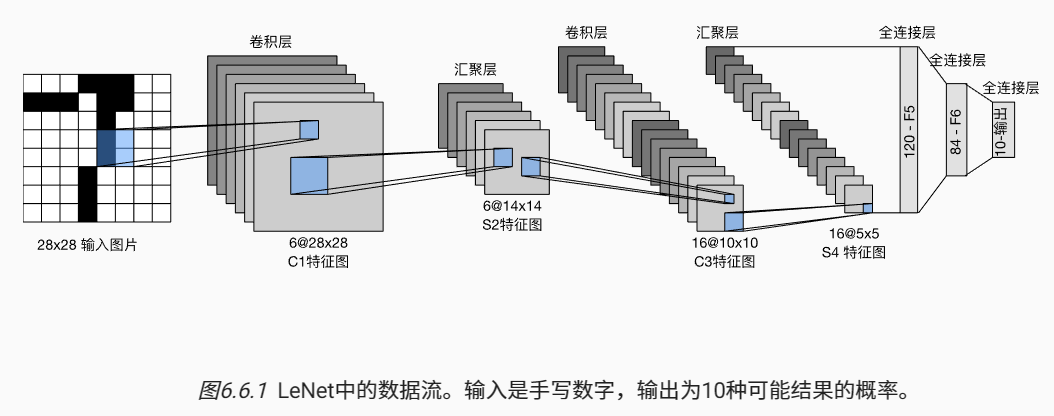 卷积层
汇聚层
卷积层
汇聚层
全连接层
全连接层
全连接层
120 - F5
84 - F6
10-输出
28x28 输入图片
6@28x28
C1特征图
6@14x14
S2特征图
16@10x10
C3特征图
16@5x5
S4 特征图
图6.6.1 LeNet中的数据流。输入是手写数字，输出为10种可能结果的概率。